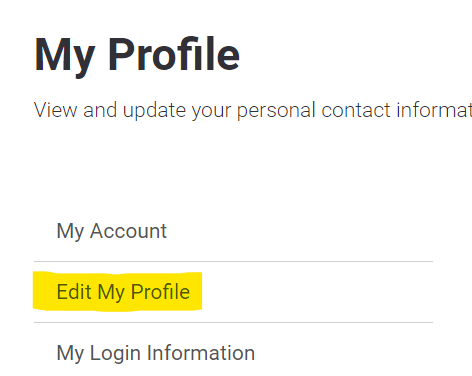 My Profile
View and update your personal contact informat
My Account
Edit My Profile
My Login Information